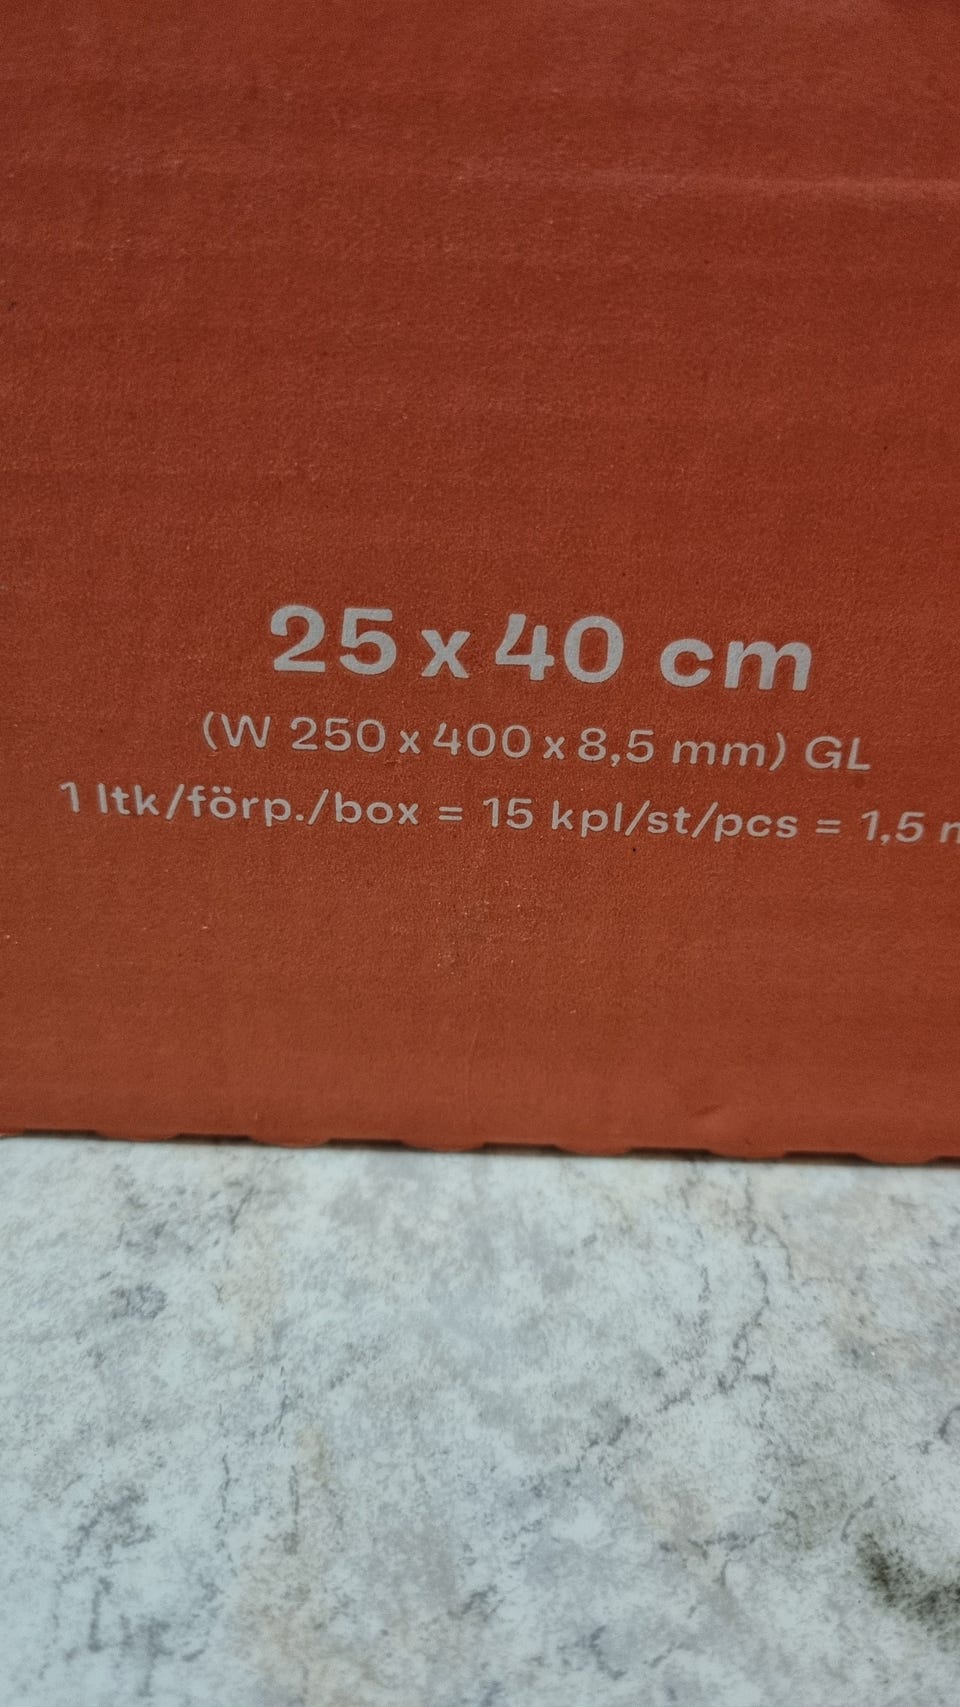 25 x 40 cm
(W 250 x 400 x 8,5 mm) GL
1 ltk/förp./box = 15 kpl/st/pcs = 1,5